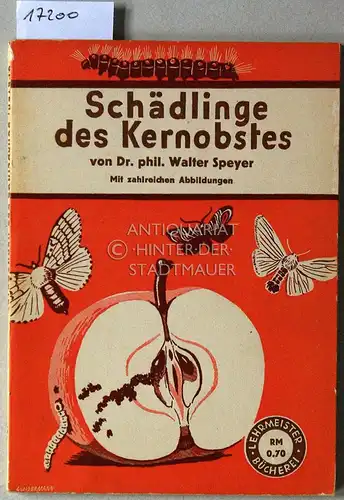 17200
Schädlinge
des Kernobstes
von Dr. phil. Walter Speyer
Mit zahlreichen Abbildungen
ANTIQUARIAT
© HINTER DER
STADTMAUER
LEHRMEISTER
RM
0.70
BÜCHEREI